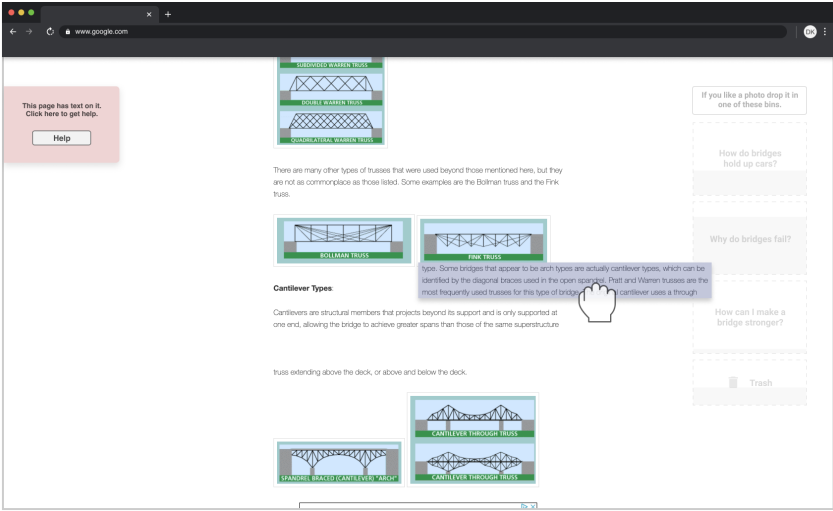 www.google.com
DK
This page has text on it.
Click here to get help.
Help
SUBDIVIDED WARREN TRUSS
DOUBLE WARREN TRUSS
QUADRILATERAL WARREN TRUSS
There are many other types of trusses that were used beyond those mentioned here, but they
are not as commonplace as those listed. Some examples are the Bollman truss and the Fink
truss.
BOLLMAN TRUSS
FINK TRUSS
type. Some bridges that appear to be arch types are actually cantilever types, which can be
identified by the diagonal braces used in the open spandrel. Pratt and Warren trusses are the
most frequently used trusses for this type of bridge. cantilever uses a through
Cantilever Types:
Cantilevers are structural members that projects beyond its support and is only supported at
one end, allowing the bridge to achieve greater spans than those of the same superstructure
truss extending above the deck, or above and below the deck.
SPANDREL BRACED (CANTILEVER) "ARCH"
CANTILEVER THROUGH TRUSS
CANTILEVER THROUGH TRUSS
If you like a photo drop it in
one of these bins.
How do bridges
hold up cars?
Why do bridges fail?
How can I make a
bridge stronger?
Trash